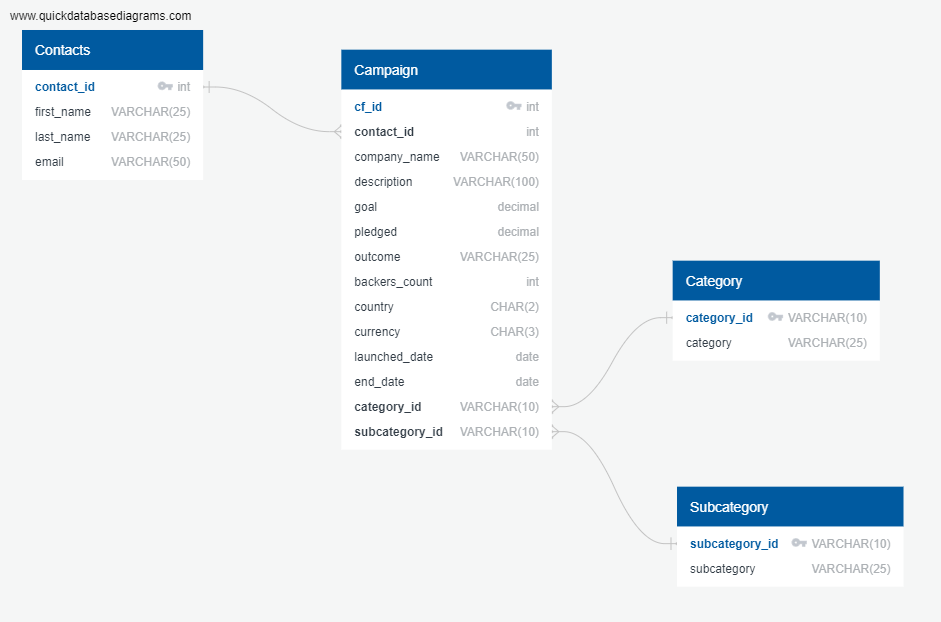 www.quickdatabasediagrams.com
Contacts
contact_id int
first_name VARCHAR(25)
last_name VARCHAR(25)
email VARCHAR(50)
Campaign
cf_id int
contact_id int
company_name VARCHAR(50)
description VARCHAR(100)
goal decimal
pledged decimal
outcome VARCHAR(25)
backers_count int
country CHAR(2)
currency CHAR(3)
launched_date date
end_date date
category_id VARCHAR(10)
subcategory_id VARCHAR(10)
Category
category_id VARCHAR(10)
category VARCHAR(25)
Subcategory
subcategory_id VARCHAR(10)
subcategory VARCHAR(25)